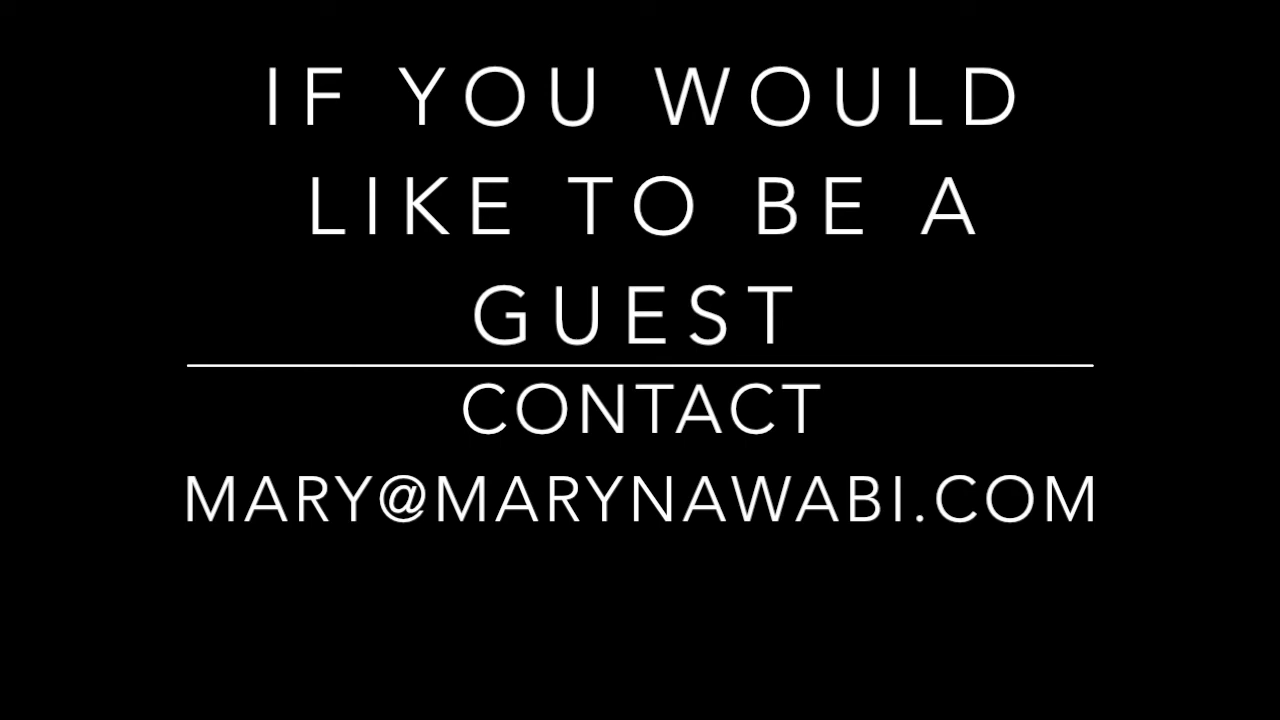 IF YOU WOULD
LIKE TO BE A
GUEST
CONTACT
MARY@MARYNAWABI.COM